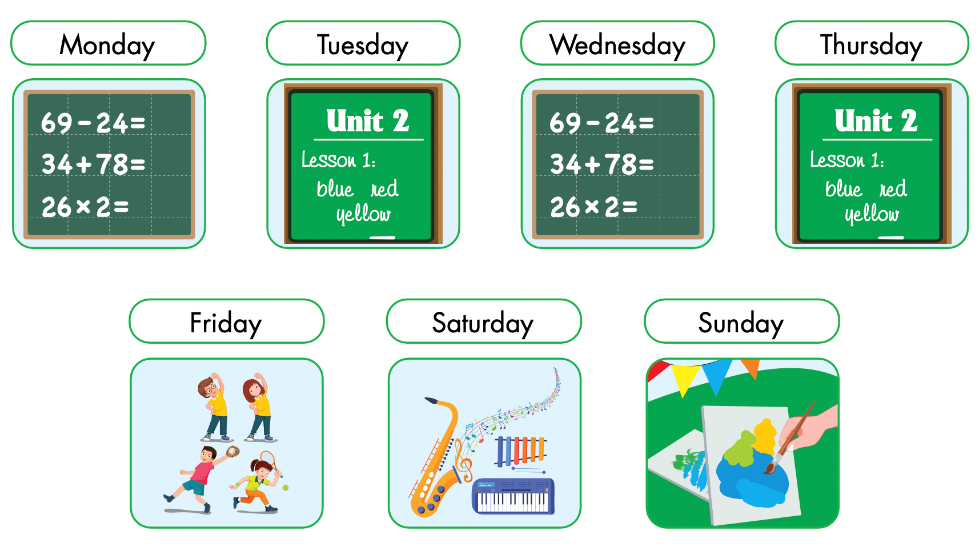 Monday
69-24=
34+78=
26×2=
Tuesday
Unit 2
Lesson 1:
blue red
yellow
Wednesday
69-24=
34+78=
26×2=
Thursday
Unit 2
Lesson 1:
blue red
yellow
Friday
Saturday
Sunday